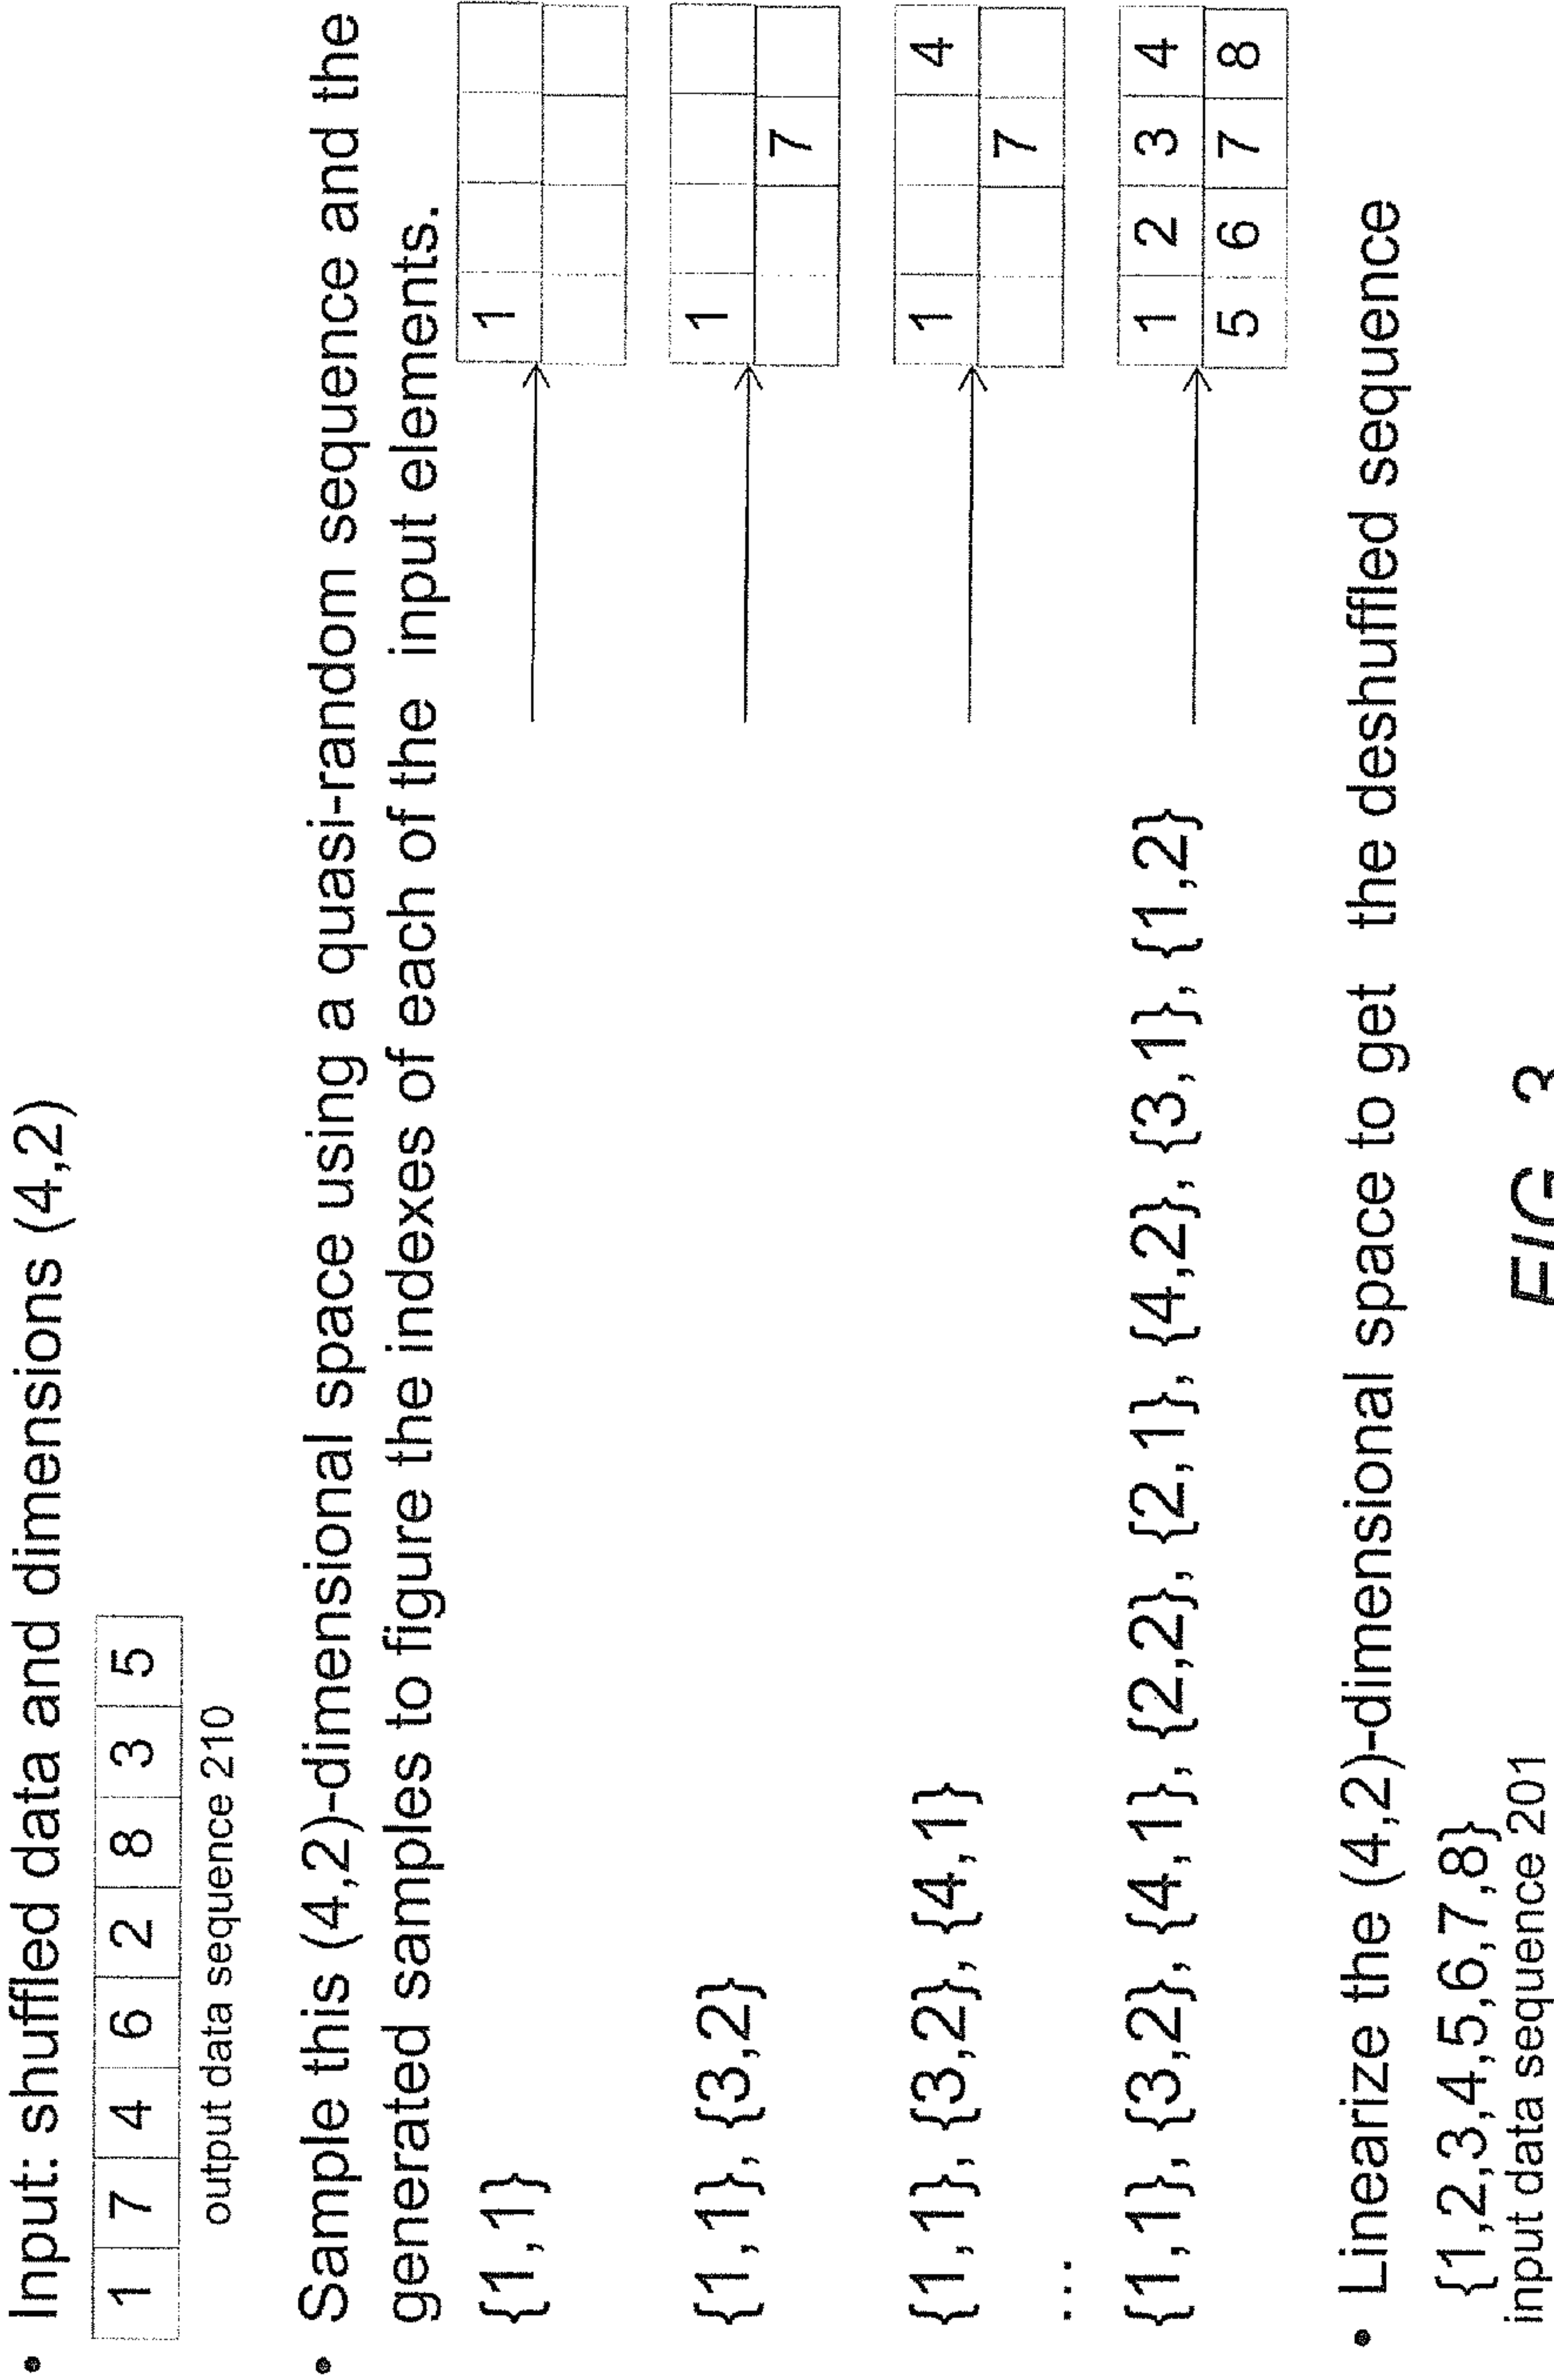 • Input: shuffled data and dimensions (4,2)
1 7 4 6 2 8 3 5
output data sequence 210
• Sample this (4,2)-dimensional space using a quasi-random sequence and the
generated samples to figure the indexes of each of the input elements.
{1,1}
1
{1,1}, {3,2}
1
7
{1,1}, {3,2}, {4,1}
1 4
7
...
{1,1}, {3,2}, {4,1}, {2,2}, {2,1}, {4,2}, {3,1}, {1,2}
1 2 3 4
5 6 7 8
• Linearize the (4,2)-dimensional space to get the deshuffled sequence
{1,2,3,4,5,6,7,8}
input data sequence 201
FIG 3